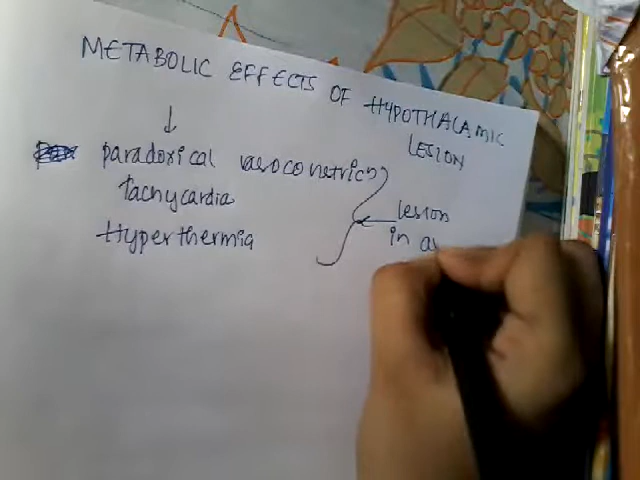 METABOLIC EFFECTS OF HYPOTHALAMIC
LESION
paradoxical vasoconstriction
tachycardia
Hyperthermia
lesion
in a